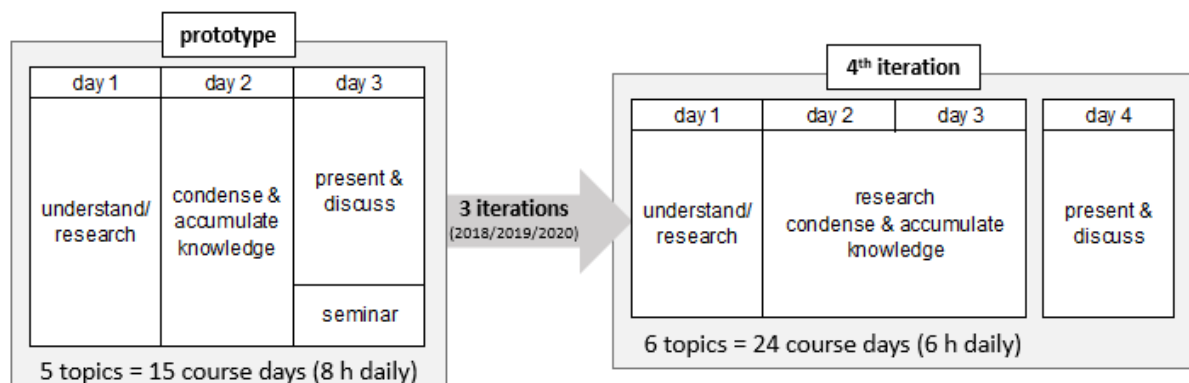 prototype
day 1
day 2
day 3
understand/
research
condense &
accumulate
knowledge
present &
discuss
seminar
5 topics = 15 course days (8 h daily)
3 iterations
(2018/2019/2020)
4th iteration
day 1
day 2
day 3
day 4
understand/
research
research
condense & accumulate
knowledge
present &
discuss
6 topics = 24 course days (6 h daily)